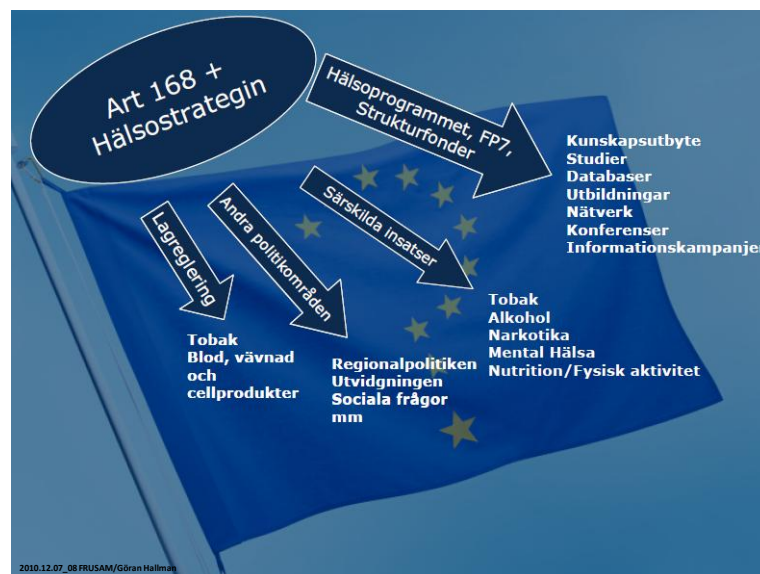 Art 168 +
Hälsostrategin
Hälsoprogrammet, FP7,
Strukturfonder
Kunskapsutbyte
Studier
Databaser
Utbildningar
Nätverk
Konferenser
Informationskampanjer
Särskilda insatser
Tobak
Alkohol
Narkotika
Mental Hälsa
Nutrition/Fysisk aktivitet
Andra politikområden
Regionalpolitiken
Utvidgningen
Sociala frågor
mm
Lagreglering
Tobak
Blod, vävnad
och
cellprodukter
2010.12.07_08 FRUSAM/Göran Hallman